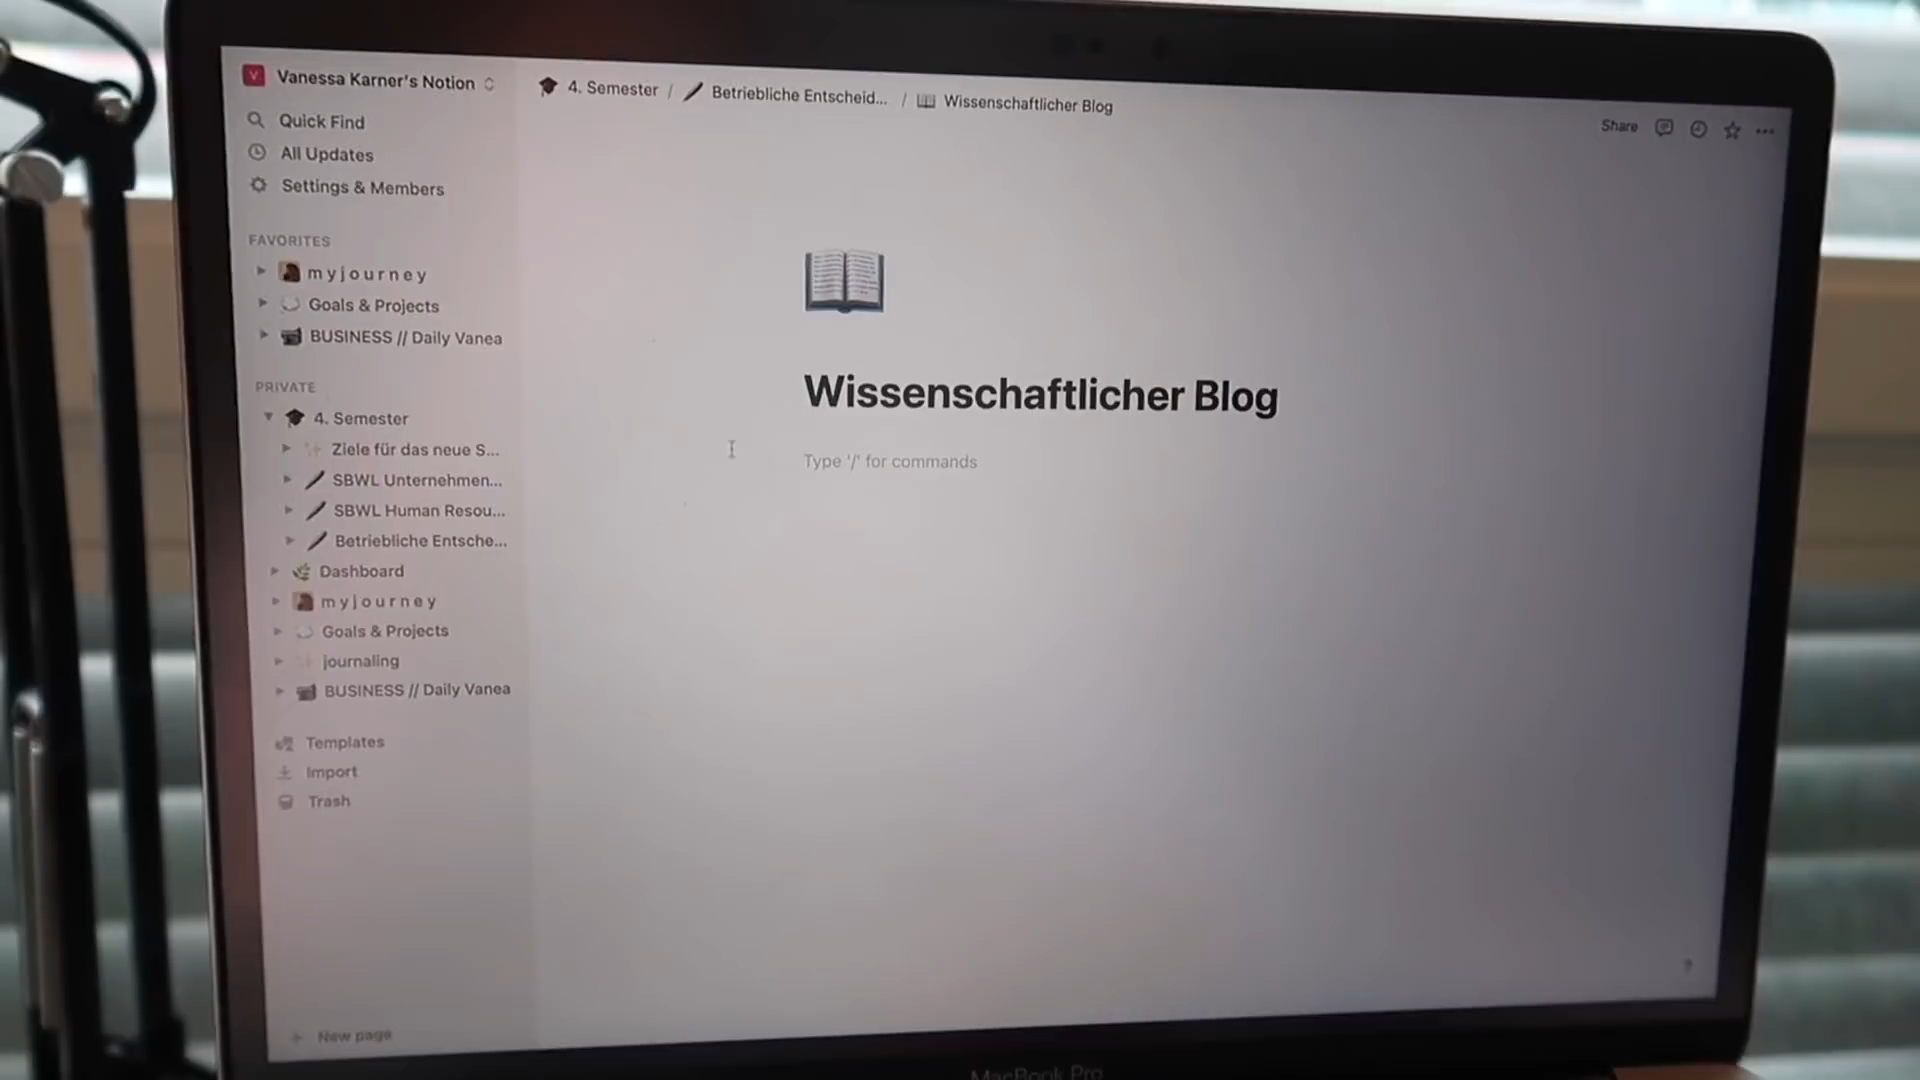 Vanessa Karner's Notion
4. Semester / Betriebliche Entscheid... / Wissenschaftlicher Blog
Share
Quick Find
All Updates
Settings & Members
FAVORITES
myjourney
Goals & Projects
BUSINESS // Daily Vanea
PRIVATE
4. Semester
Ziele für das neue S...
SBWL Unternehmen...
SBWL Human Resou...
Betriebliche Entsche...
Dashboard
myjourney
Goals & Projects
journaling
BUSINESS // Daily Vanea
Templates
Import
Trash
New page
Wissenschaftlicher Blog
Type '/' for commands
?
MacBook Pro